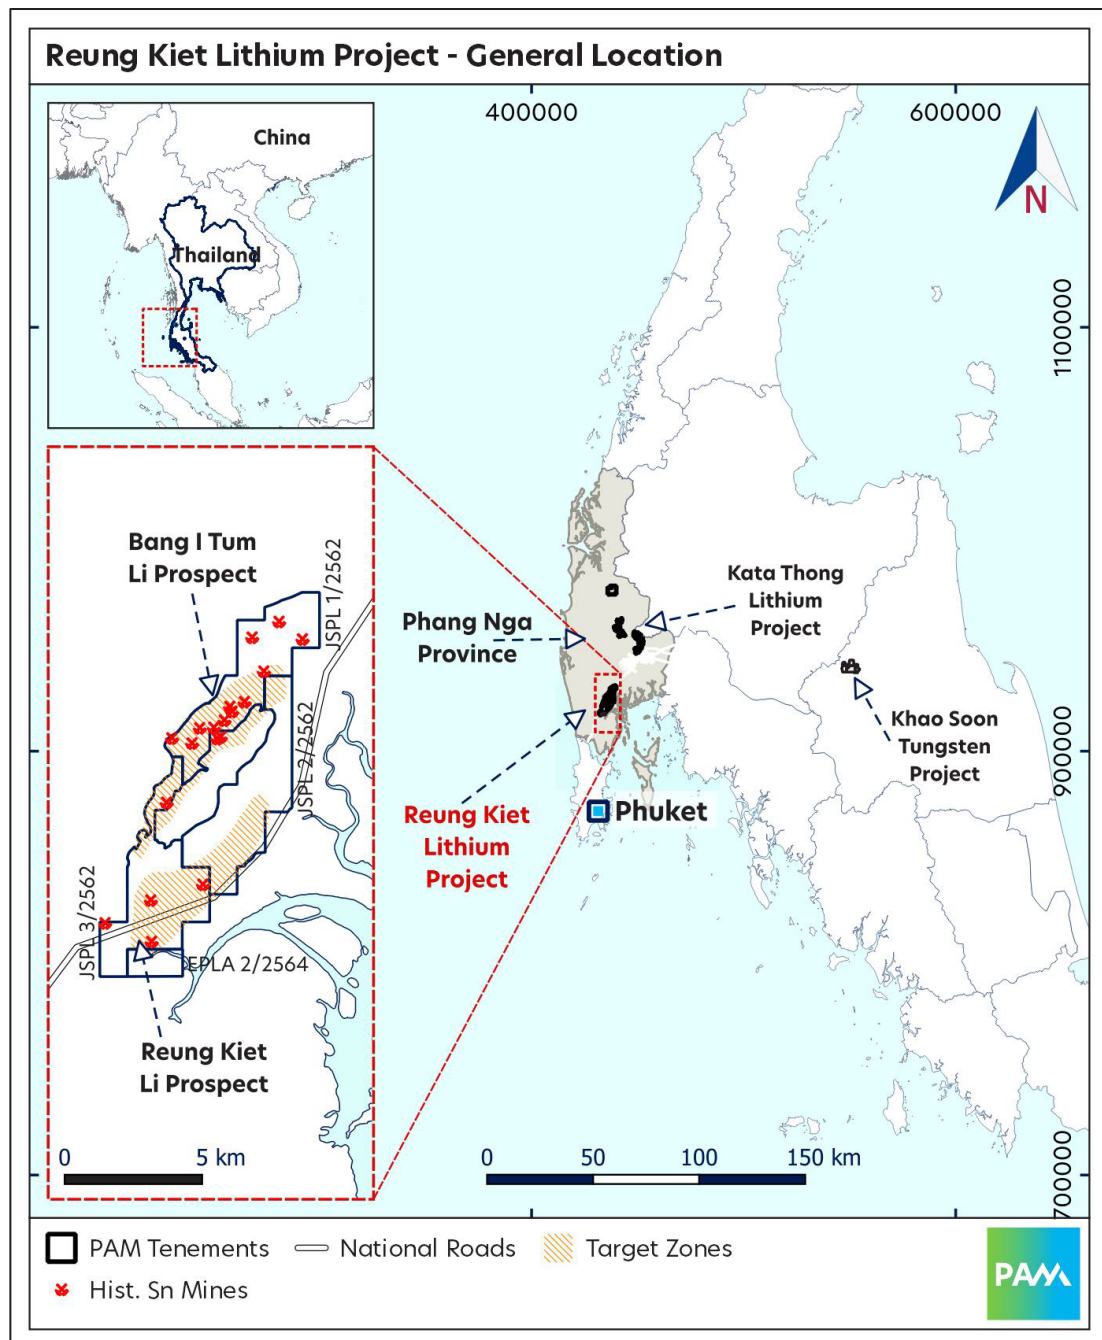 Reung Kiet Lithium Project - General Location
400000
600000
China
Thailand
N
1100000
Bang I Tum
Li Prospect
JSPL 1/2562
Kata Thong
Lithium
Project
Phang Nga
Province
JSPL 2/2562
Khao Soon
Tungsten
Project
900000
Reung Kiet
Lithium
Project
Phuket
JSPL 3/2562
EPLA 2/2564
Reung Kiet
Li Prospect
0 5 km
0 50 100 150 km
700000
PAM Tenements
National Roads
Target Zones
Hist. Sn Mines
PAM